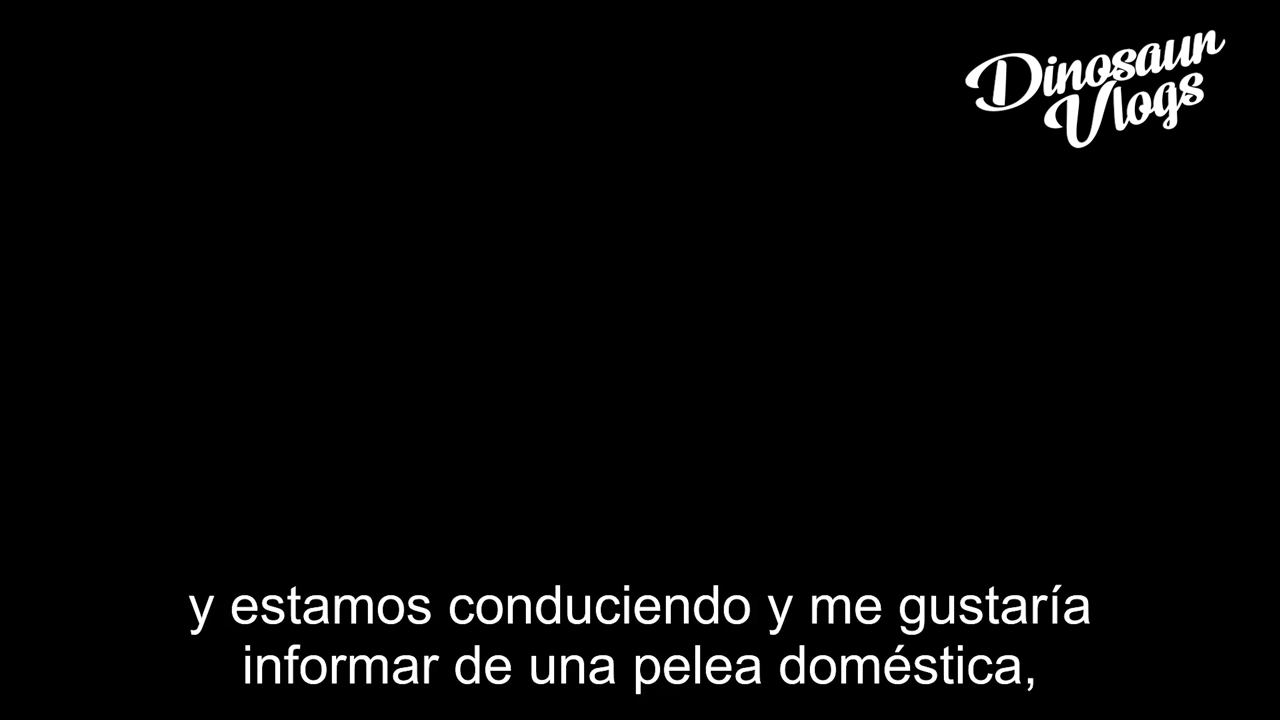 Dinosaur
Vlogs
y estamos conduciendo y me gustaría
informar de una pelea doméstica,